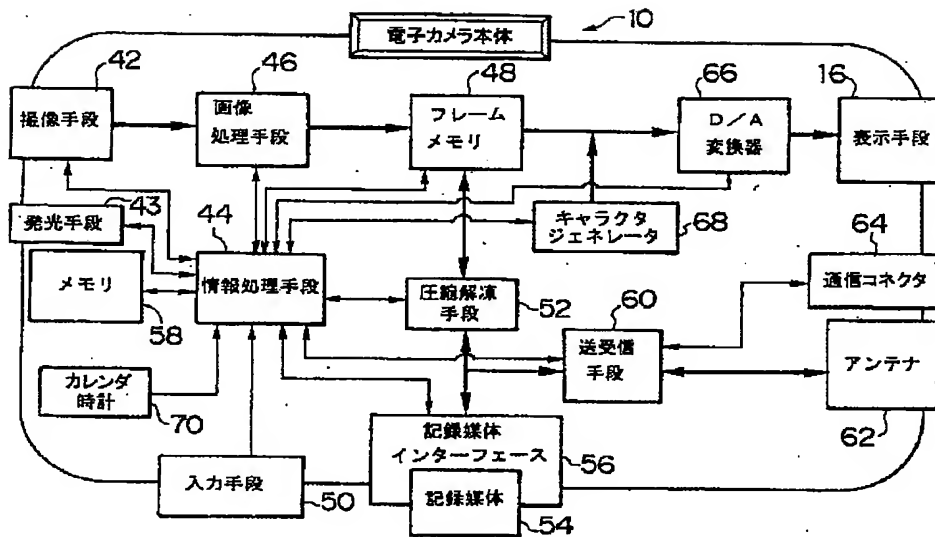 電子カメラ本体
10
42
撮像手段
46
画像
処理手段
48
フレーム
メモリ
66
D/A
変換器
16
表示手段
43
発光手段
44
情報処理手段
メモリ
58
キャラクタ
ジェネレータ
68
64
通信コネクタ
圧縮解凍
手段
52
60
送受信
手段
アンテナ
62
カレンダ
時計
70
入力手段
50
記録媒体
インターフェース
56
記録媒体
54